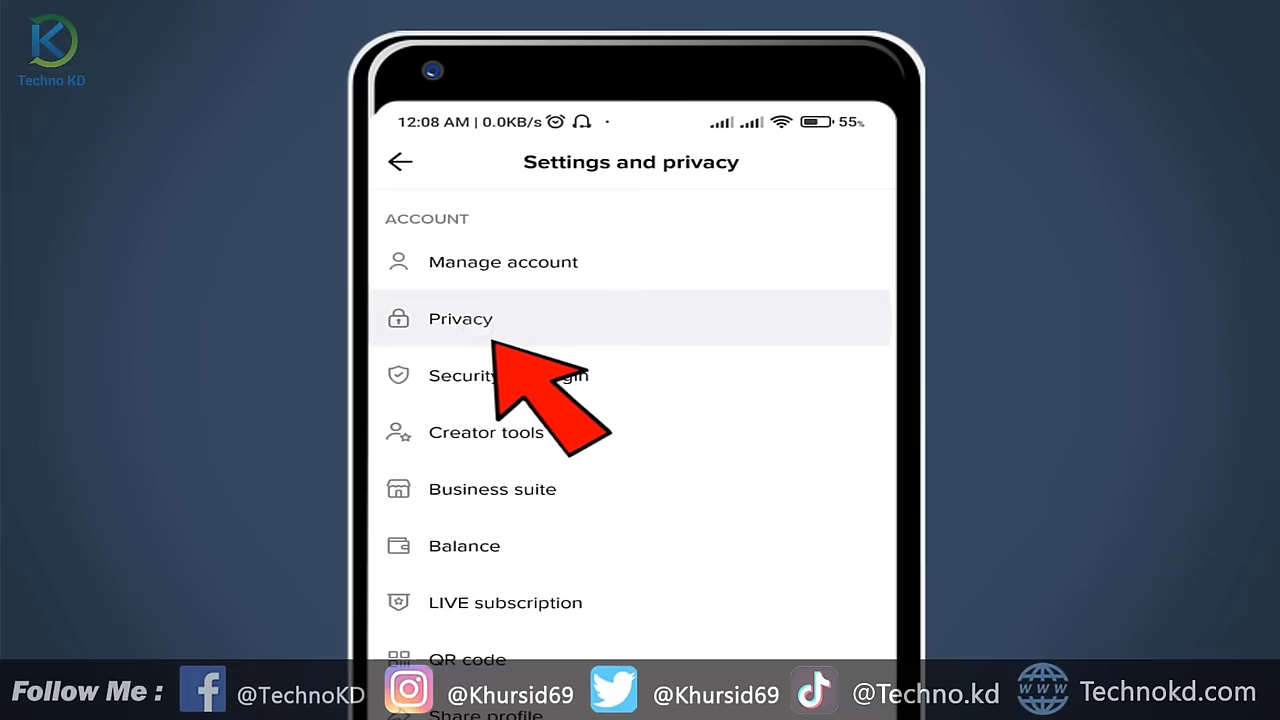 K
Techno KD
12:08 AM | 0.0KB/s
55%
Settings and privacy
ACCOUNT
Manage account
Privacy
Security
Creator tools
Business suite
Balance
LIVE subscription
QR code
Share profile
Follow Me :
@TechnoKD
@Khursid69
@Khursid69
@Techno.kd
WWW
Technokd.com